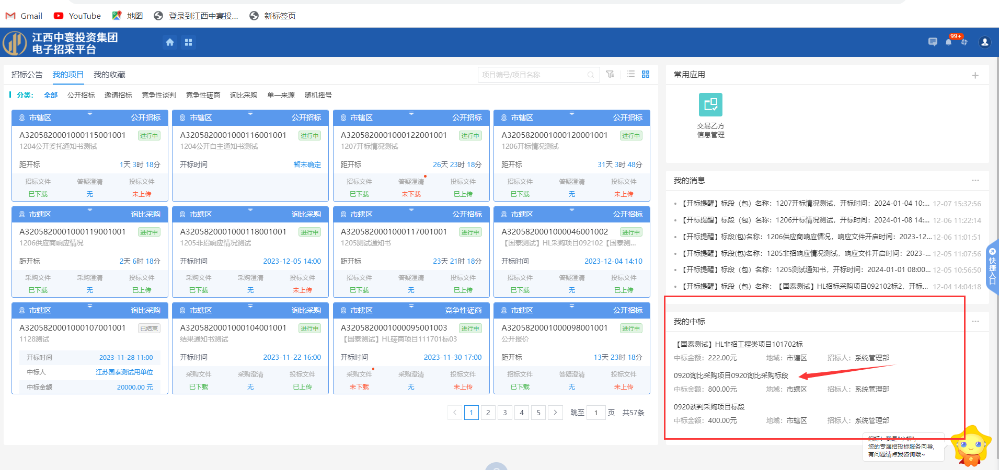 Gmail
YouTube
地图
登录到江西中寰投...
新标签页
江西中寰投资集团
电子招采平台
99+
招标公告
我的项目
我的收藏
项目编号/项目名称
分类：
全部
公开招标
邀请招标
竞争性谈判
竞争性磋商
询比采购
单一来源
随机摇号
市辖区 公开招标
A3205820001000115001001 进行中
1204公开委托通知书测试
距开标 1天 3时 18分
招标文件 答疑澄清 投标文件
已下载 无 未上传
市辖区 公开招标
A3205820001000116001001 进行中
1204公开自主通知书测试
开标时间 暂未确定
市辖区 公开招标
A3205820001000122001001 进行中
1207开标情况测试
距开标 26天 23时 18分
招标文件 答疑澄清 投标文件
已下载 未下载 已上传
市辖区 公开招标
A3205820001000120001001 进行中
1206开标情况测试
距开标 31天 3时 48分
招标文件 答疑澄清 投标文件
已下载 无 未上传
市辖区 询比采购
A3205820001000119001001 进行中
1206供应商响应情况
距开标 2天 6时 18分
采购文件 采购澄清 投标文件
已下载 无 已上传
市辖区 询比采购
A3205820001000118001001 进行中
1205非招响应情况测试
开标时间 2023-12-05 14:00
采购文件 采购澄清 投标文件
已下载 无 未上传
市辖区 公开招标
A3205820001000117001001 进行中
1205测试通知书
距开标 23天 21时 18分
招标文件 答疑澄清 投标文件
已下载 无 已上传
市辖区 公开招标
A3205820001000046001002 进行中
【国泰测试】HL采购项目092102【国泰测...
开标时间 2023-12-04 14:10
招标文件 答疑澄清 投标文件
已下载 无 已上传
市辖区 询比采购
A3205820001000107001001 已结束
1128测试
开标时间 2023-11-28 11:00
中标人 江苏国泰测试用单位
中标金额 20000.00 元
市辖区 询比采购
A3205820001000104001001 进行中
结果通知书测试
开标时间 2023-11-22 16:00
采购文件 采购澄清 投标文件
已下载 无 已上传
市辖区 竞争性磋商
A3205820001000095001003 进行中
【国泰测试】HL磋商项目111701标03
开标时间 2023-11-30 17:00
采购文件 采购澄清 投标文件
未下载 无 未上传
市辖区 公开招标
A3205820001000098001001 进行中
公开报价
距开标 13天 23时 18分
招标文件 答疑澄清 投标文件
已下载 无 未上传
< 1 2 3 4 5 > 跳至 1 页 共57条
常用应用
交易乙方
信息管理
我的消息
【开标提醒】标段（包）名称：1207开标情况测试，开标时间：2024-01-04 10:... 12-07 15:32:56
【开标提醒】标段（包）名称：1206开标情况测试，开标时间：2024-01-08 14:... 12-06 11:22:14
【开标提醒】标段(包)名称：1206供应商响应情况，响应文件开启时间：2023-12... 12-06 11:01:51
【开标提醒】标段(包)名称：1205非招响应情况测试，响应文件开启时间：2023-... 12-05 11:07:56
【开标提醒】标段（包）名称：1205测试通知书，开标时间：2024-01-01 08:00... 12-05 10:56:50
【开标提醒】标段（包）名称：【国泰测试】HL招标采购项目092102标2，开标... 12-04 14:04:18
快捷入口
我的中标
【国泰测试】HL非招工程类项目101702标
中标金额：222.00元 地域：市辖区 招标人：系统管理部
0920询比采购项目0920询比采购标段
中标金额：800.00元 地域：市辖区 招标人：系统管理部
0920谈判采购项目标段
中标金额：400.00元 地域：市辖区 招标人：系统管理部
您好！我是"小桥"，
您的专属招投标服务向导，
有问题请点我咨询哦~